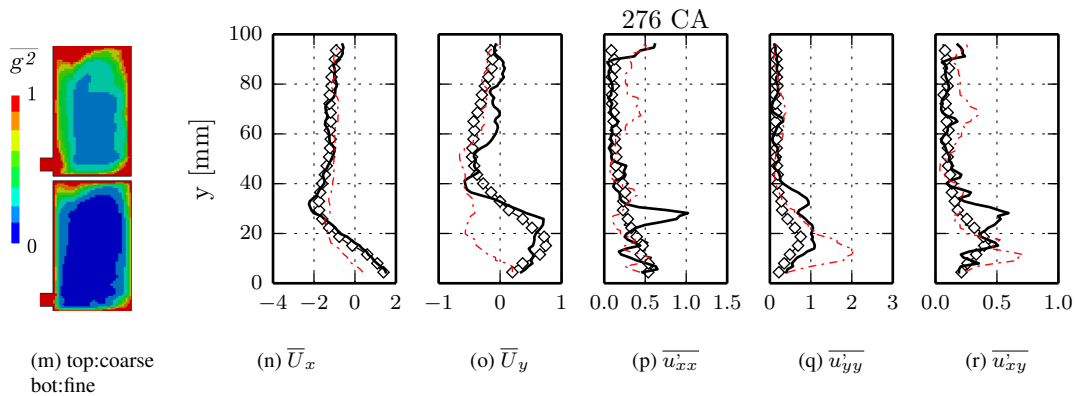 276 CA
g²
1
0
y [mm]
100
80
60
40
20
0
−4 −2 0 2
−1 0 1
0.0 0.5 1.0 1.5
0 1 2 3
0.0 0.5 1.0
(m) top:coarse
bot:fine
(n) U̅x
(o) U̅y
(p) u'xx
(q) u'yy
(r) u'xy